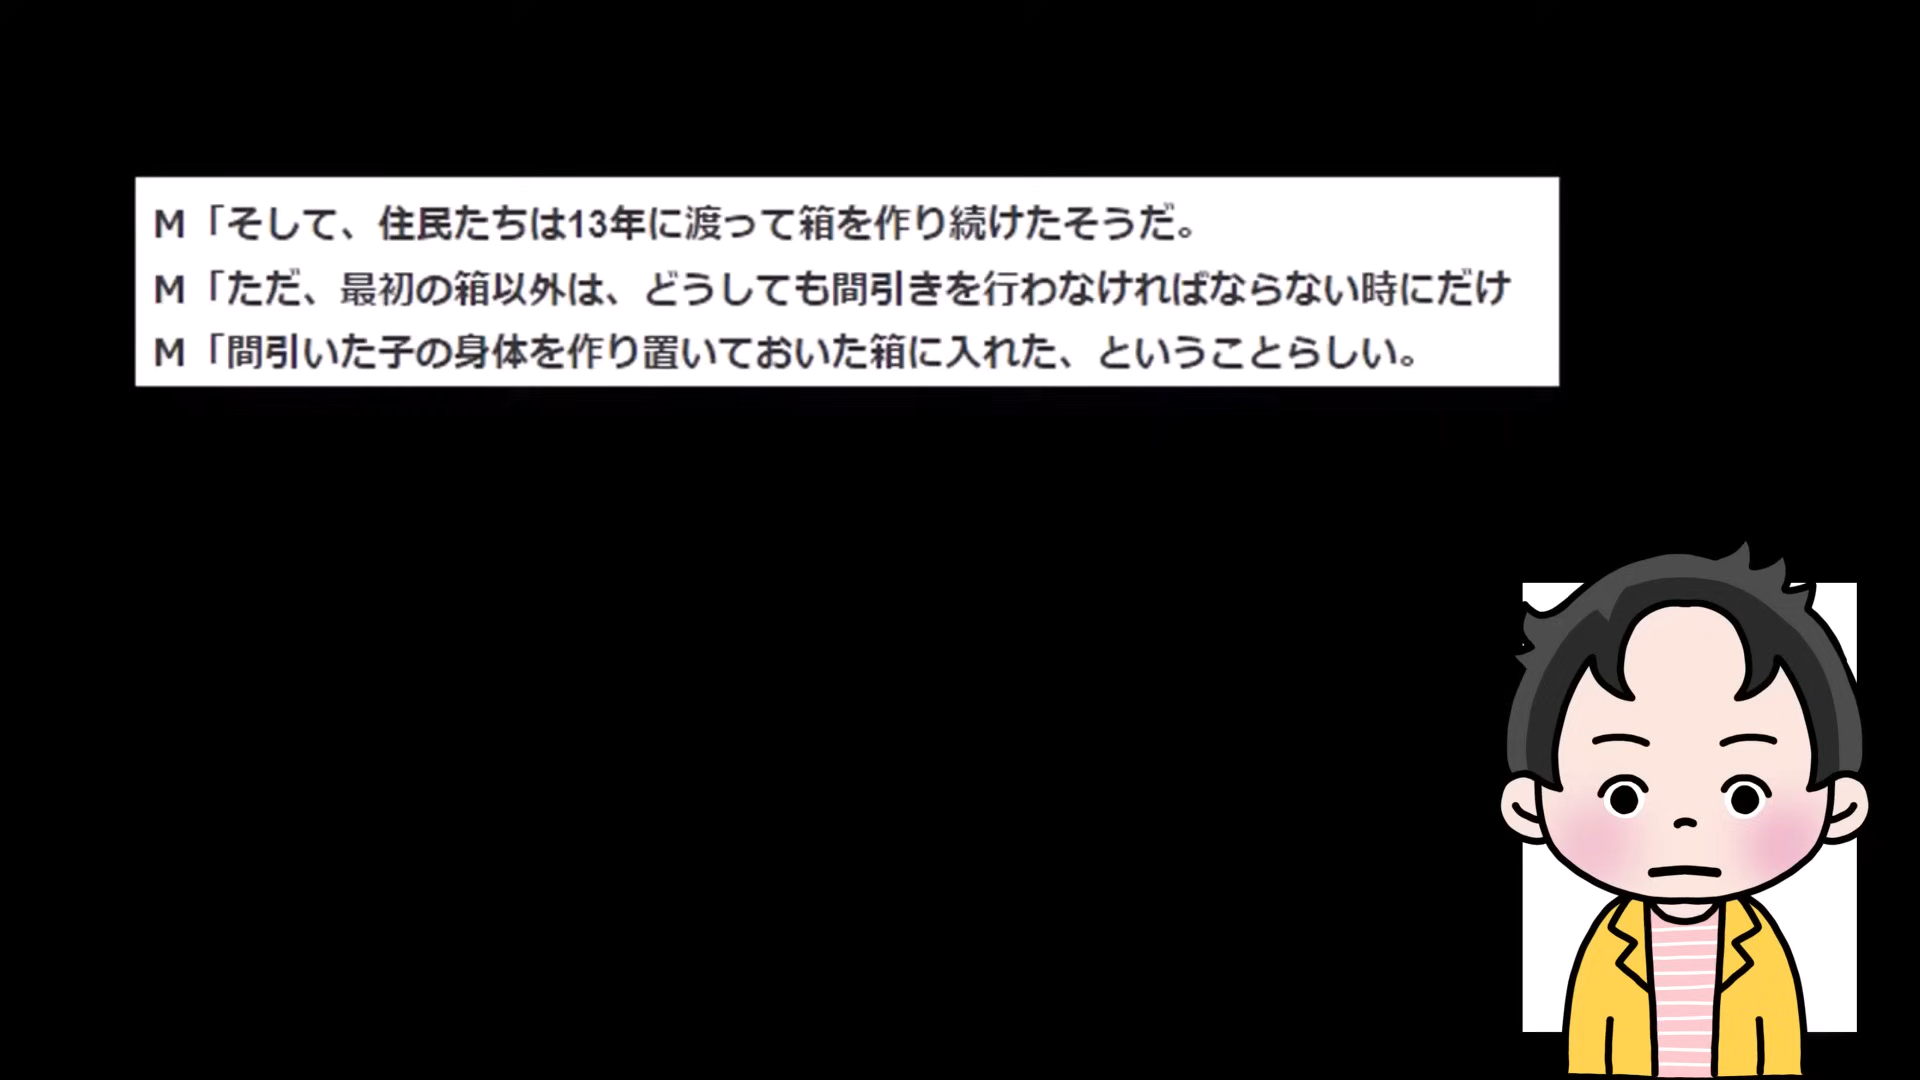 M「そして、住民たちは13年に渡って箱を作り続けたそうだ。
M「ただ、最初の箱以外は、どうしても間引きを行わなければならない時にだけ
M「間引いた子の身体を作り置いておいた箱に入れた、ということらしい。